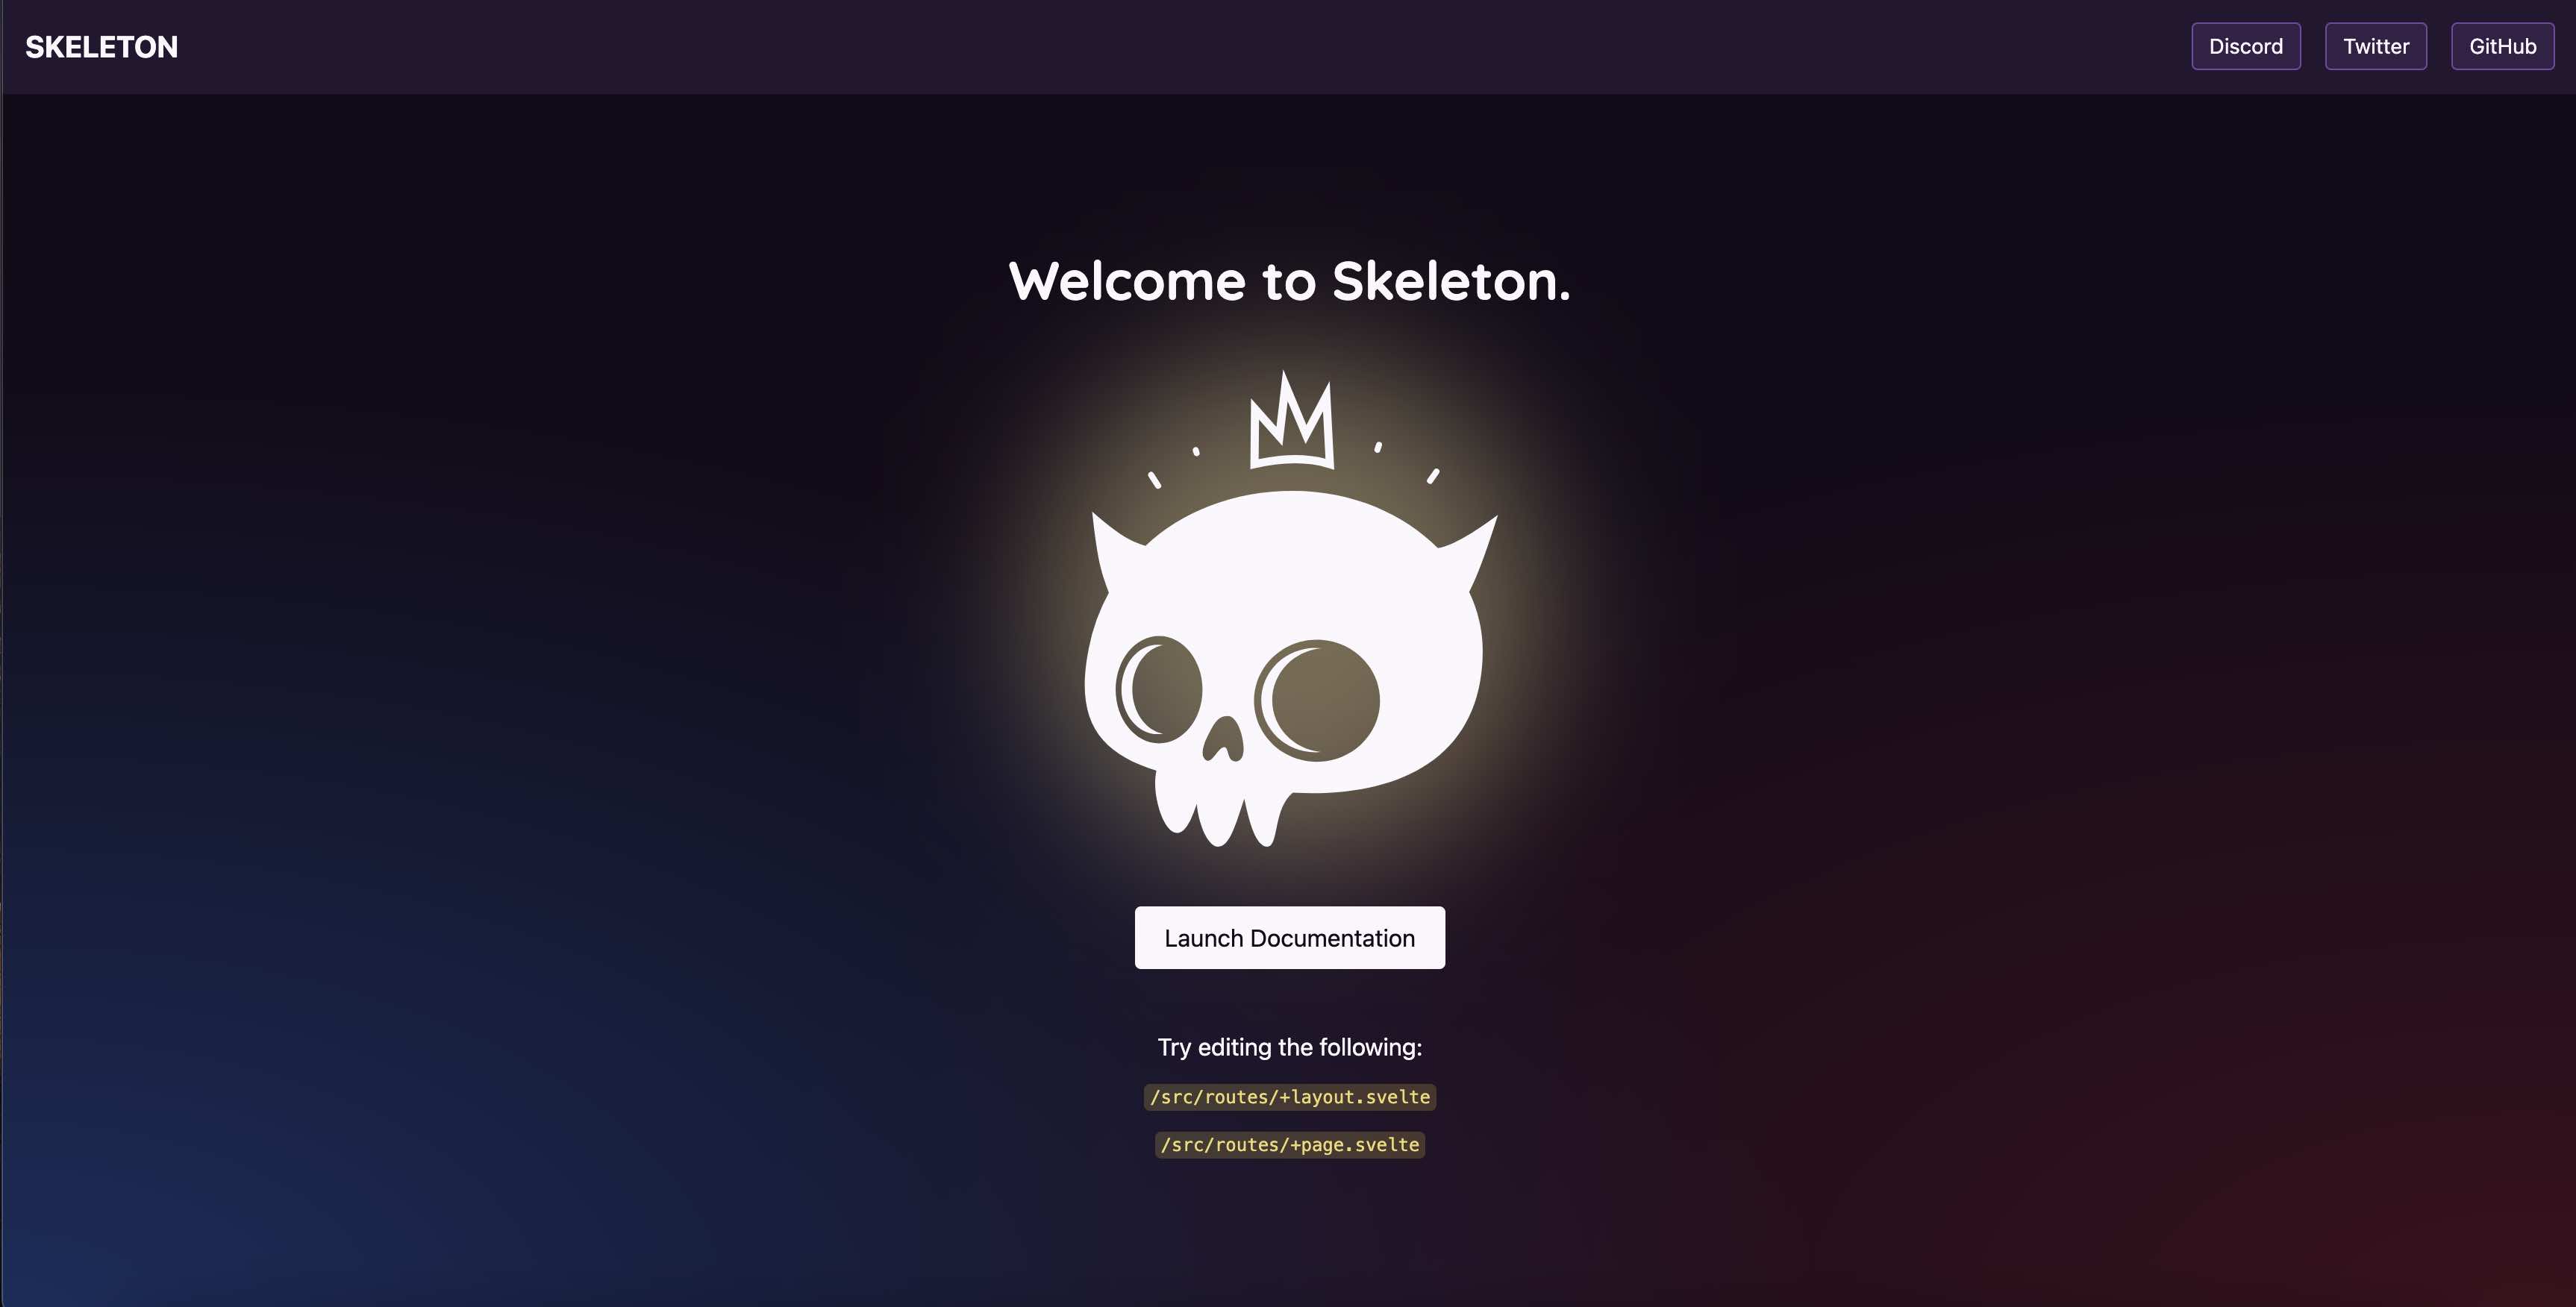 SKELETON
Discord
Twitter
GitHub
Welcome to Skeleton.
Launch Documentation
Try editing the following:
/src/routes/+layout.svelte
/src/routes/+page.svelte